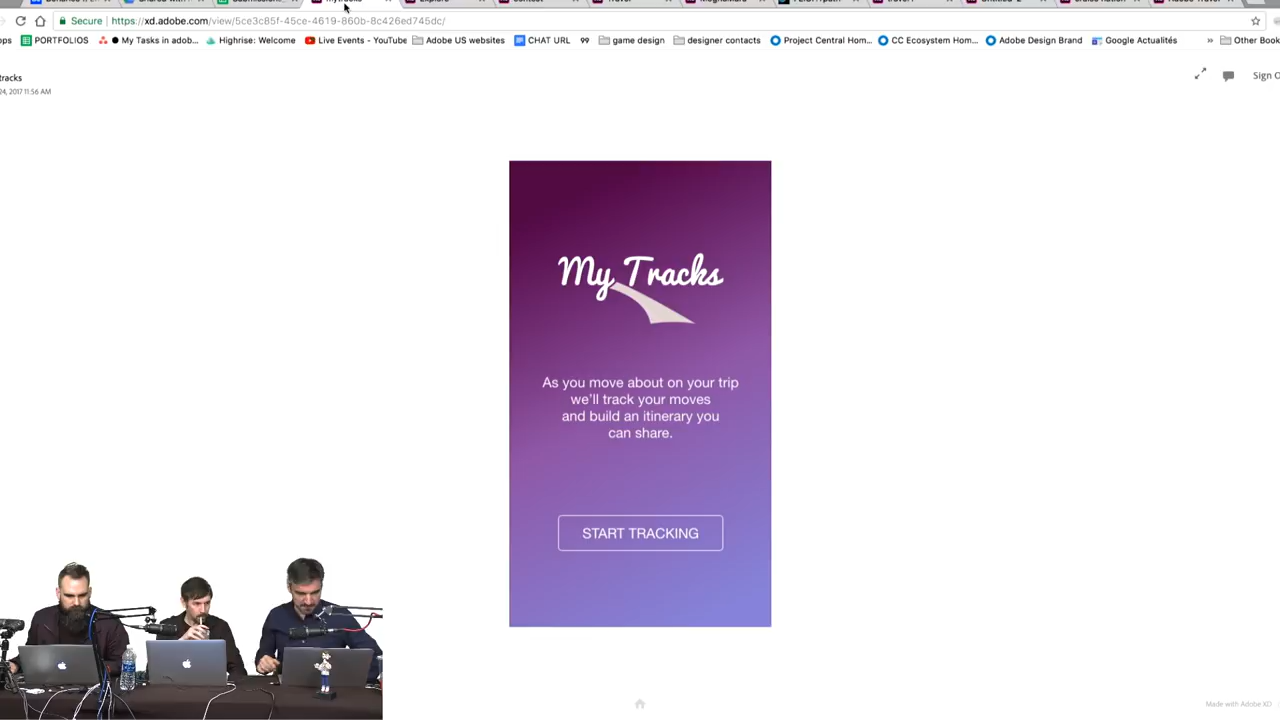 Secure https://xd.adobe.com/view/5ce3c85f-45ce-4619-860b-8c426ed745dc/
PORTFOLIOS My Tasks in adob... Highrise: Welcome Live Events - YouTube Adobe US websites CHAT URL game design designer contacts Project Central Hom... CC Ecosystem Hom... Adobe Design Brand Google Actualités » Other Book
tracks
24, 2017 11:56 AM
Sign O
My Tracks
As you move about on your trip
we'll track your moves
and build an itinerary you
can share.
START TRACKING
Made with Adobe XD